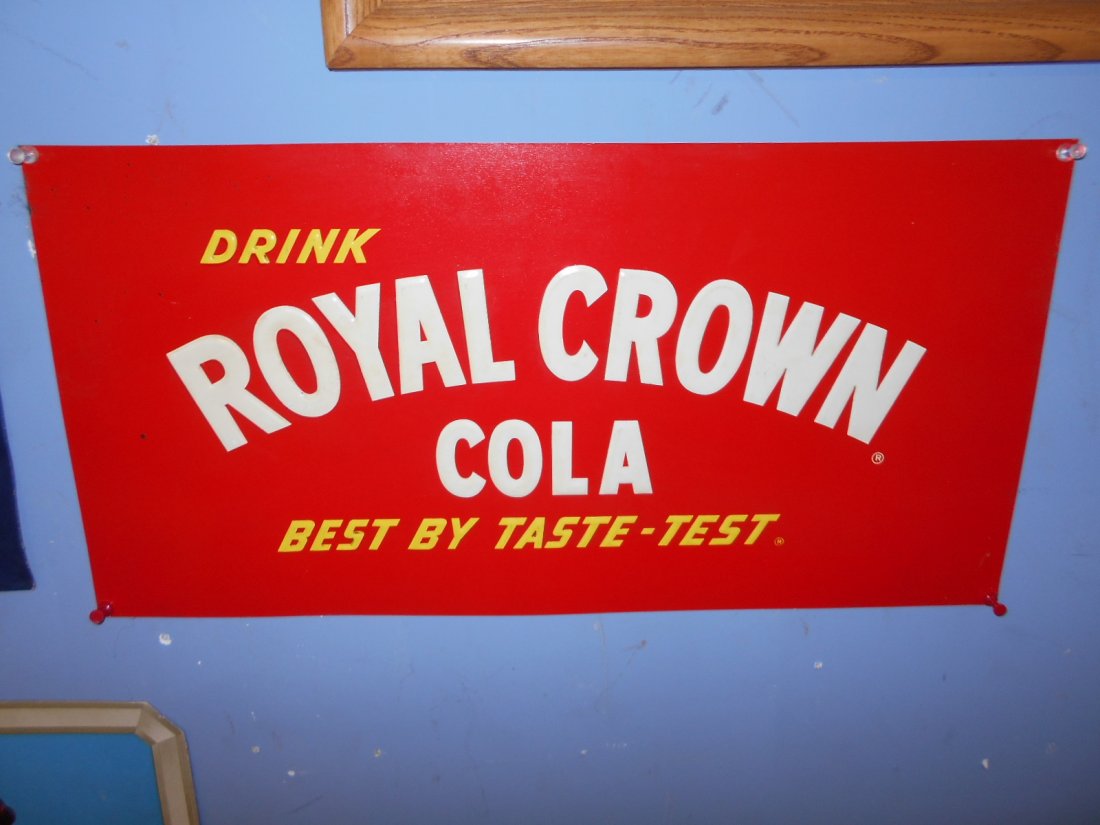 DRINK
ROYAL CROWN ®
COLA
BEST BY TASTE-TEST ®